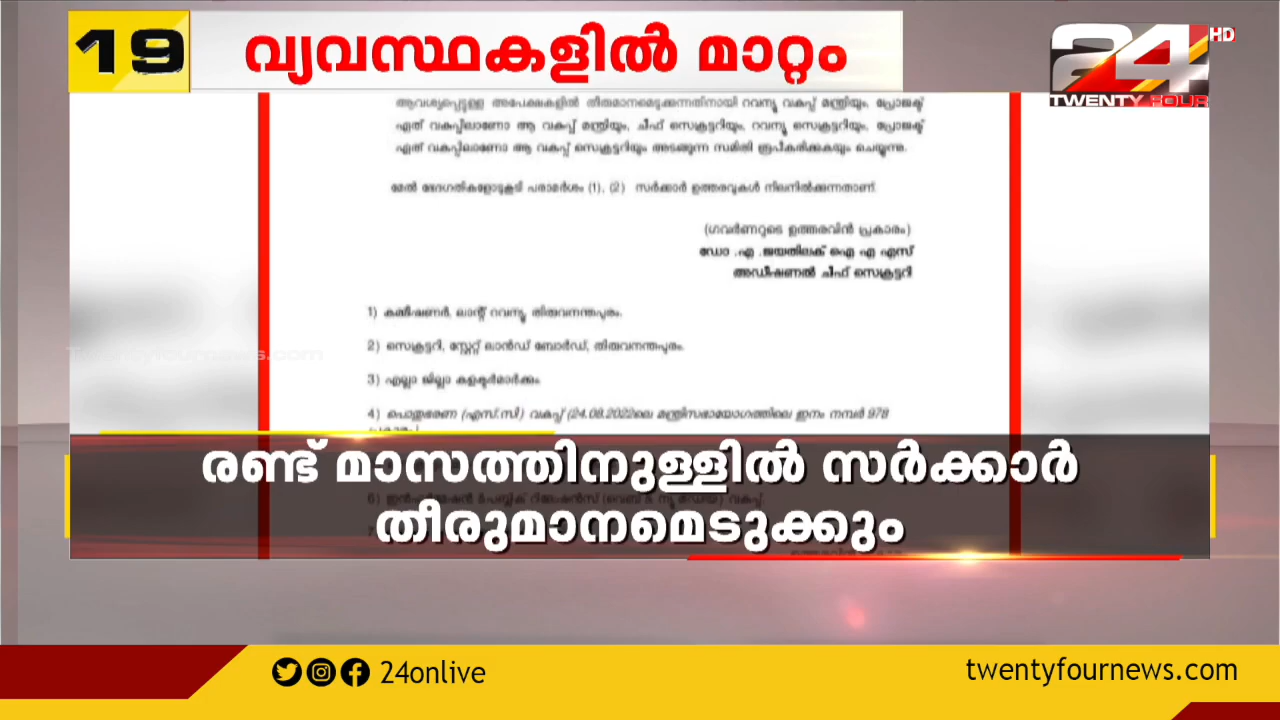 19
വ്യവസ്ഥകളിൽ മാറ്റം
24 HD
TWENTY FOUR
ആവശ്യപ്പെട്ടുള്ള അപേക്ഷകളിൽ തീരുമാനമെടുക്കുന്നതിനായി റവന്യൂ വകുപ്പ് മന്ത്രിയും, പ്രോജക്ട്
ഏത് വകുപ്പിലാണോ ആ വകുപ്പ് മന്ത്രിയും, ചീഫ് സെക്രട്ടറിയും, റവന്യൂ സെക്രട്ടറിയും, പ്രോജക്ട്
ഏത് വകുപ്പിലാണോ ആ വകുപ്പ് സെക്രട്ടറിയും അടങ്ങുന്ന സമിതി രൂപീകരിക്കുകയും ചെയ്യുന്നു.
മേൽ ഭേദഗതികളോടുകൂടി പരാമർശം (1), (2) സർക്കാർ ഉത്തരവുകൾ നിലനിൽക്കുന്നതാണ്.
(ഗവർണറുടെ ഉത്തരവിൻ പ്രകാരം)
ഡോ .എ .ജയതിലക് ഐ എ എസ്
അഡീഷണൽ ചീഫ് സെക്രട്ടറി
1) കമ്മീഷണർ, ലാന്റ് റവന്യൂ, തിരുവനന്തപുരം.
2) സെക്രട്ടറി, സ്റ്റേറ്റ് ലാൻഡ് ബോർഡ്, തിരുവനന്തപുരം.
Twentyfournews.com
3) എല്ലാ ജില്ലാ കളക്ടർമാർക്കും
4) പൊതുഭരണ (എസ്.സി) വകുപ്പ് (24.08.2022ലെ മന്ത്രിസഭായോഗത്തിലെ ഇനം നമ്പർ 978
രണ്ട് മാസത്തിനുള്ളിൽ സർക്കാർ
തീരുമാനമെടുക്കും
24onlive
twentyfournews.com